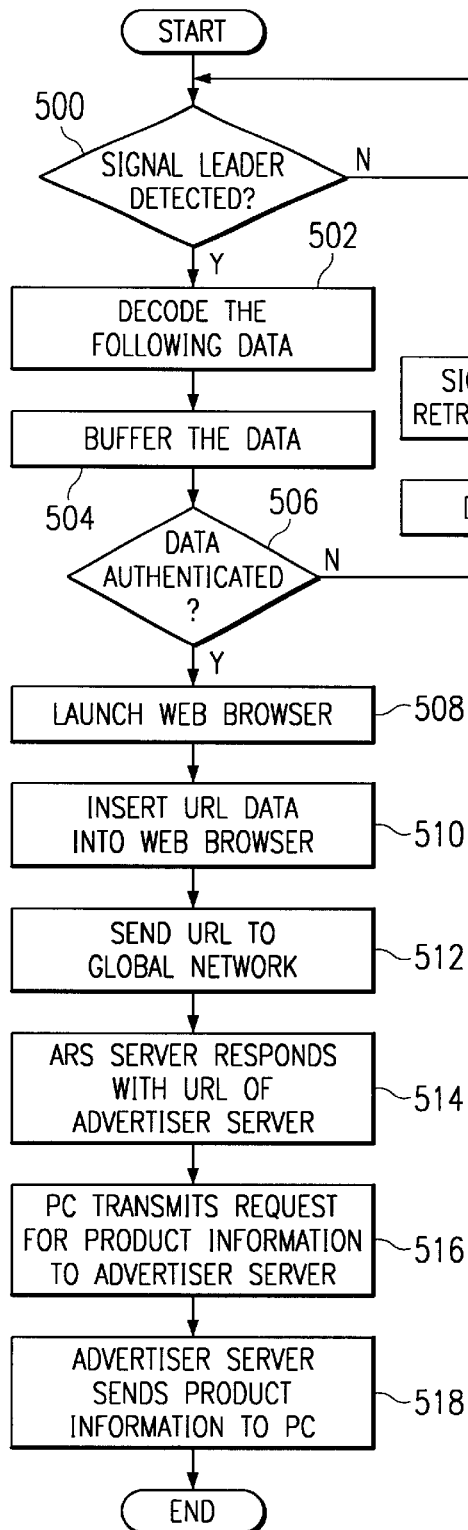 START
500
SIGNAL LEADER
DETECTED?
N
Y
502
DECODE THE
FOLLOWING DATA
BUFFER THE DATA
504
506
DATA
AUTHENTICATED
?
N
Y
LAUNCH WEB BROWSER
508
INSERT URL DATA
INTO WEB BROWSER
510
SEND URL TO
GLOBAL NETWORK
512
ARS SERVER RESPONDS
WITH URL OF
ADVERTISER SERVER
514
PC TRANSMITS REQUEST
FOR PRODUCT INFORMATION
TO ADVERTISER SERVER
516
ADVERTISER SERVER
SENDS PRODUCT
INFORMATION TO PC
518
END